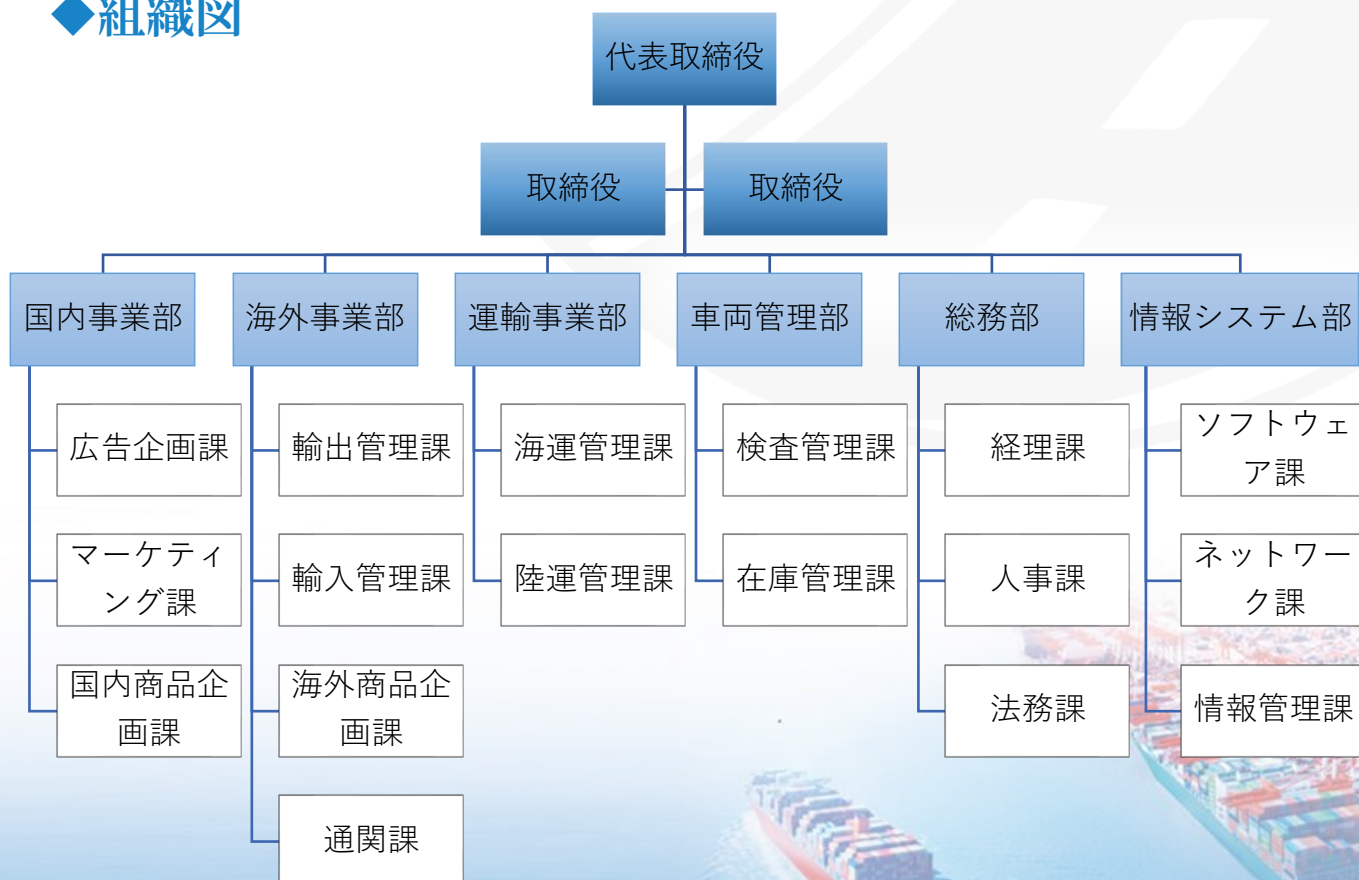 ◆組織図
代表取締役
取締役
取締役
国内事業部
海外事業部
運輸事業部
車両管理部
総務部
情報システム部
広告企画課
輸出管理課
海運管理課
検査管理課
経理課
ソフトウェ
ア課
マーケティ
ング課
輸入管理課
陸運管理課
在庫管理課
人事課
ネットワー
ク課
国内商品企
画課
海外商品企
画課
法務課
情報管理課
通関課